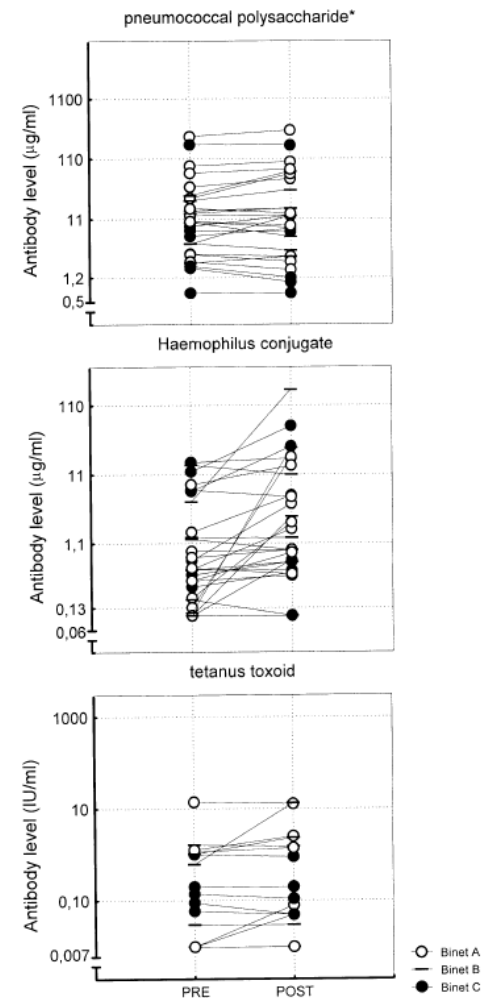 pneumococcal polysaccharide*
Antibody level (µg/ml)
1100
110
11
1,2
0,5
Haemophilus conjugate
Antibody level (µg/ml)
110
11
1,1
0,13
0,06
tetanus toxoid
Antibody level (IU/ml)
1000
10
0,10
0,007
PRE
POST
Binet A
Binet B
Binet C